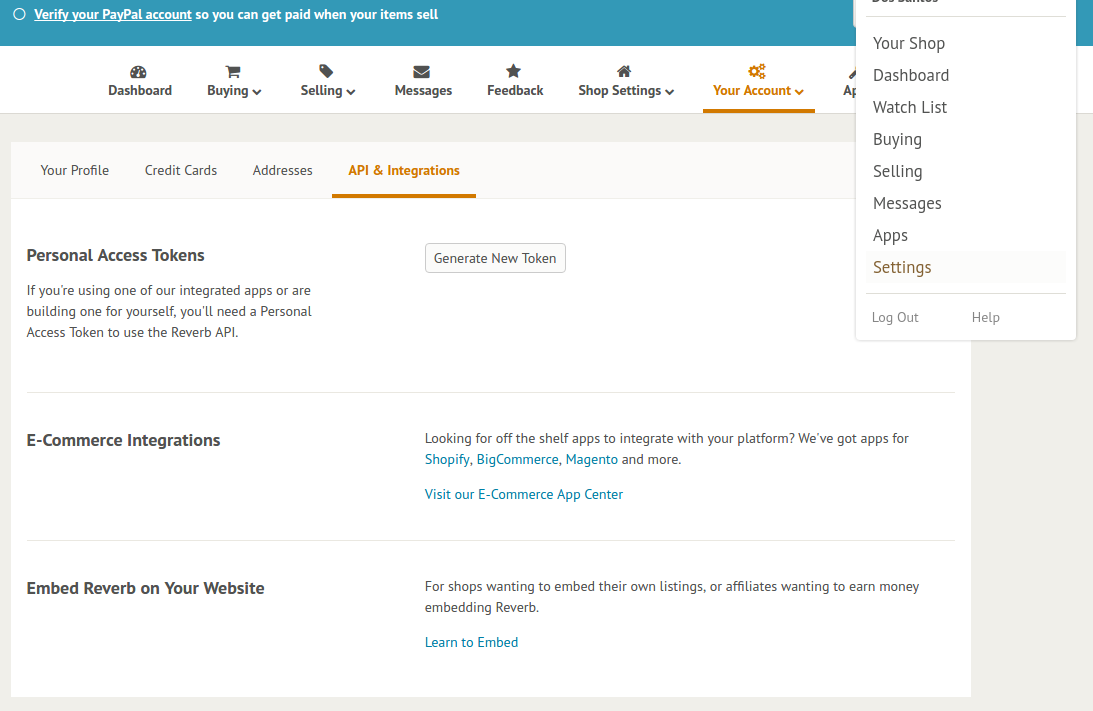 Verify your PayPal account so you can get paid when your items sell
Dashboard
Buying
Selling
Messages
Feedback
Shop Settings
Your Account
Your Profile
Credit Cards
Addresses
API & Integrations
Personal Access Tokens
If you're using one of our integrated apps or are
building one for yourself, you'll need a Personal
Access Token to use the Reverb API.
Generate New Token
E-Commerce Integrations
Looking for off the shelf apps to integrate with your platform? We've got apps for
Shopify, BigCommerce, Magento and more.
Visit our E-Commerce App Center
Embed Reverb on Your Website
For shops wanting to embed their own listings, or affiliates wanting to earn money
embedding Reverb.
Learn to Embed
Dos Santos
Your Shop
Dashboard
Watch List
Buying
Selling
Messages
Apps
Settings
Log Out
Help